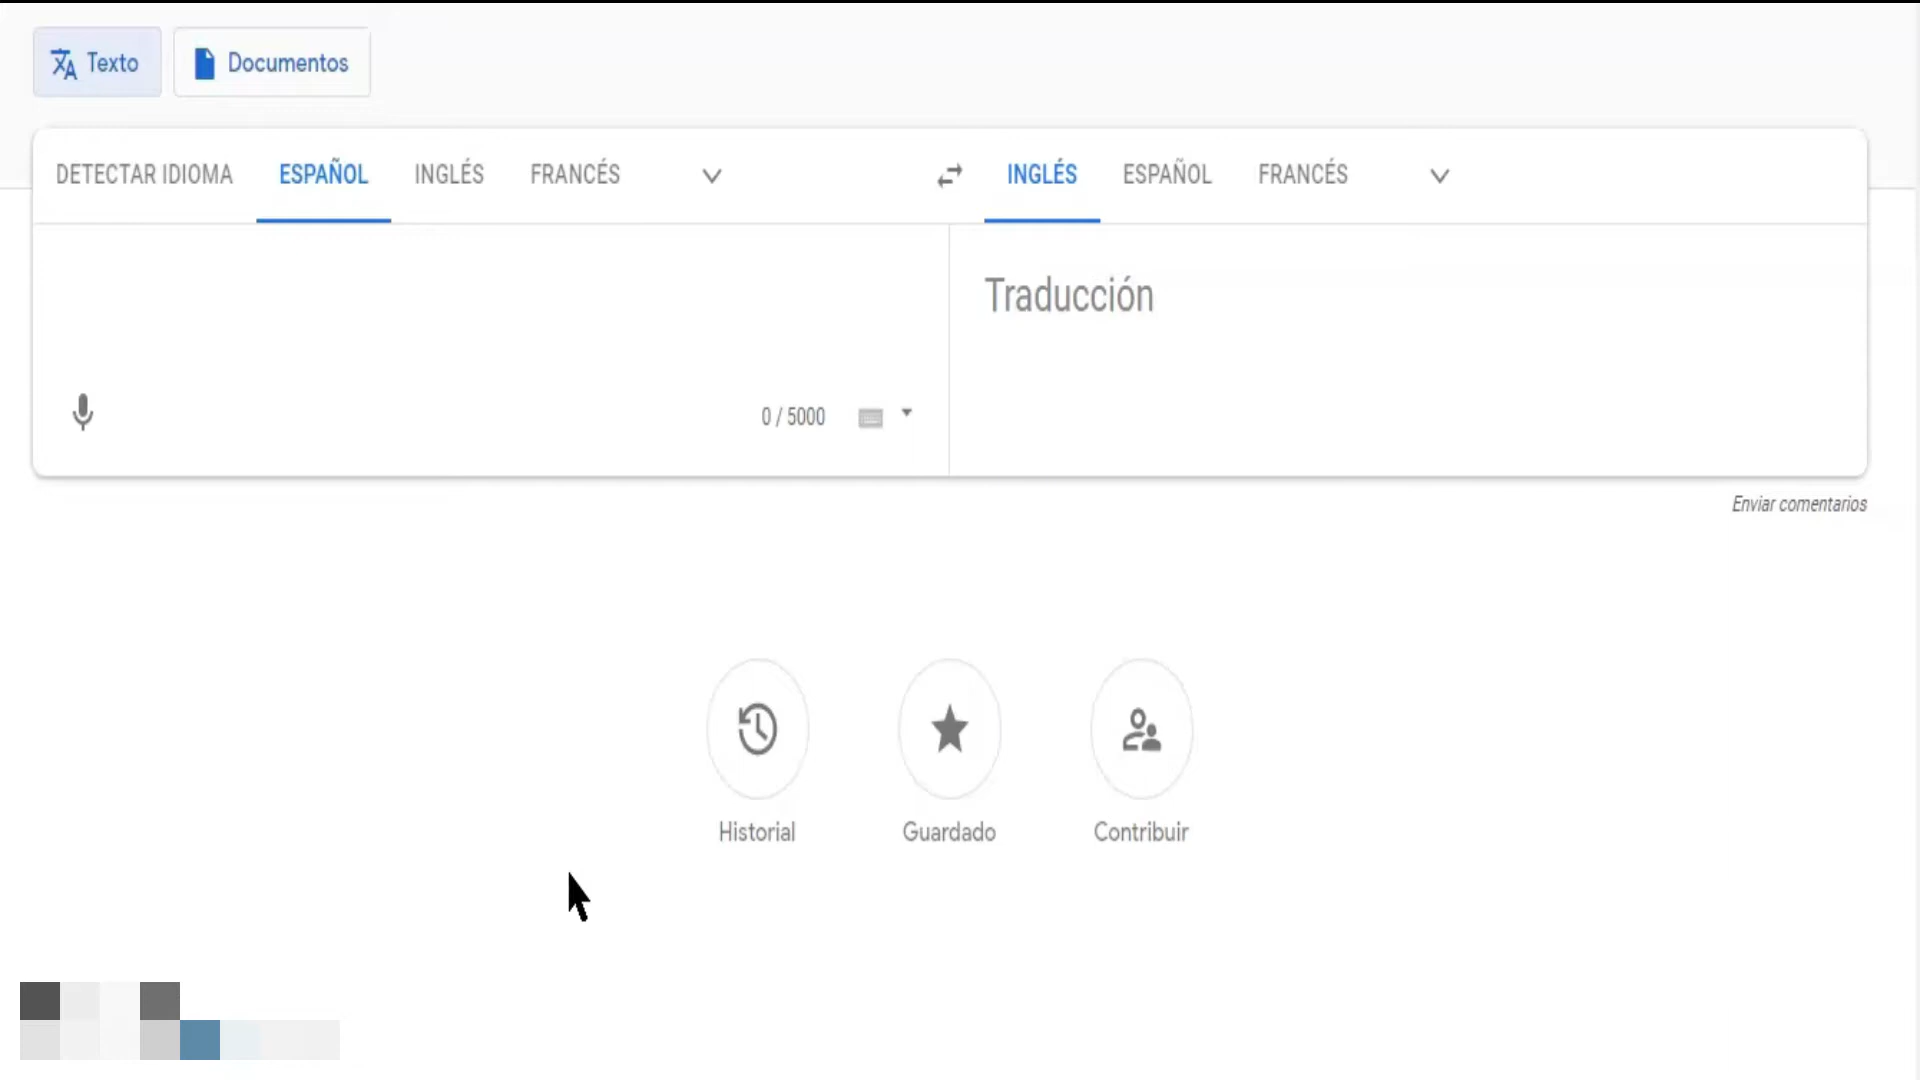 Texto Documentos
DETECTAR IDIOMA ESPAÑOL INGLÉS FRANCÉS INGLÉS ESPAÑOL FRANCÉS
Traducción
0 / 5000
Enviar comentarios
Historial Guardado Contribuir